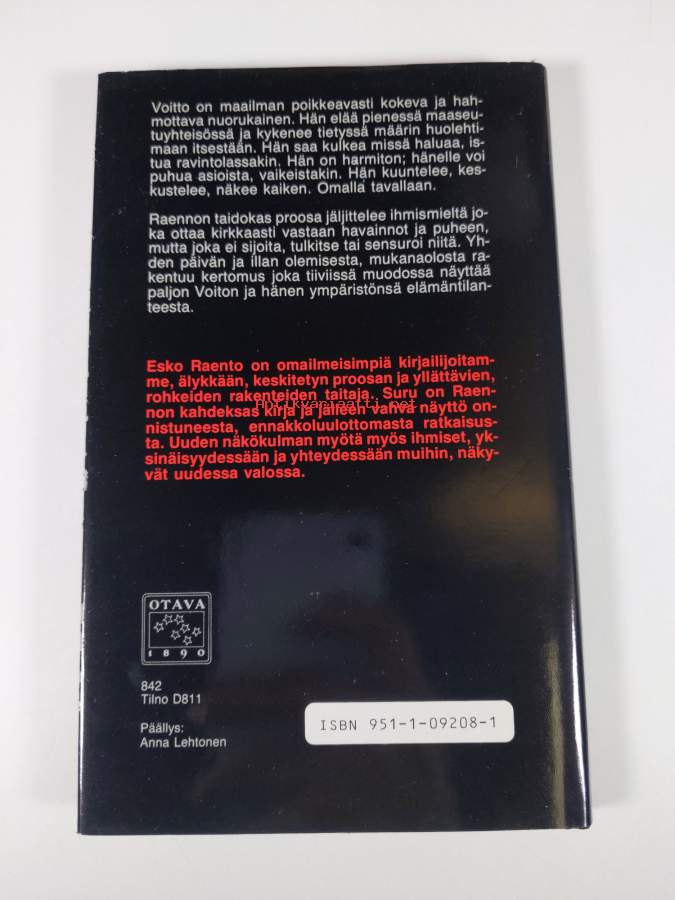 Voitto on maailman poikkeavasti kokeva ja hah-
mottava nuorukainen. Hän elää pienessä maaseu-
tuyhteisössä ja kykenee tietyssä määrin huolehti-
maan itsestään. Hän saa kulkea missä haluaa, is-
tua ravintolassakin. Hän on harmiton; hänelle voi
puhua asioista, vaikeistakin. Hän kuuntelee, kes-
kustelee, näkee kaiken. Omalla tavallaan.
Raennon taidokas proosa jäljittelee ihmismieltä jo-
ka ottaa kirkkaasti vastaan havainnot ja puheen,
mutta joka ei sijoita, tulkitse tai sensuroi niitä. Yh-
den päivän ja illan olemisesta, mukanaolosta ra-
kentuu kertomus joka tiiviissä muodossa näyttää
paljon Voiton ja hänen ympäristönsä elämäntilan-
teesta.
Esko Raento on omailmeisimpiä kirjailijoitam-
me, älykkään, keskitetyn proosan ja yllättävien,
rohkeiden rakenteiden taitaja. Suru on Raen-
non kahdeksas kirja ja jälleen vahva näyttö on-
nistuneesta, ennakkoluulottomasta ratkaisus-
ta. Uuden näkökulman myötä myös ihmiset, yk-
sinäisyydessään ja yhteydessään muihin, näky-
vät uudessa valossa.
OTAVA
1890
842
Tilno D811
Päällys:
Anna Lehtonen
ISBN 951-1-09208-1